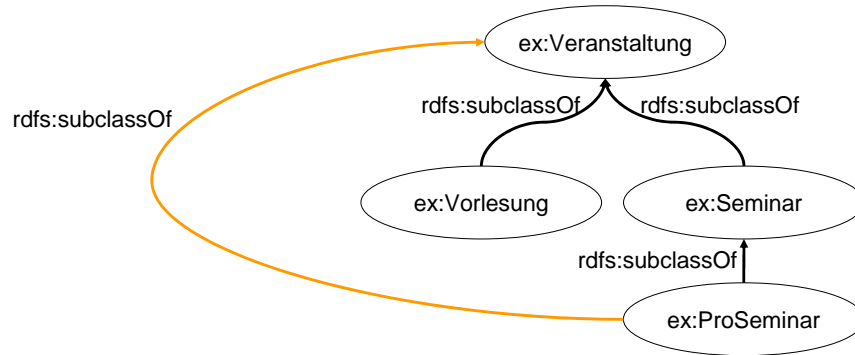 ex:Veranstaltung
rdfs:subclassOf
rdfs:subclassOf
rdfs:subclassOf
ex:Vorlesung
ex:Seminar
rdfs:subclassOf
ex:ProSeminar